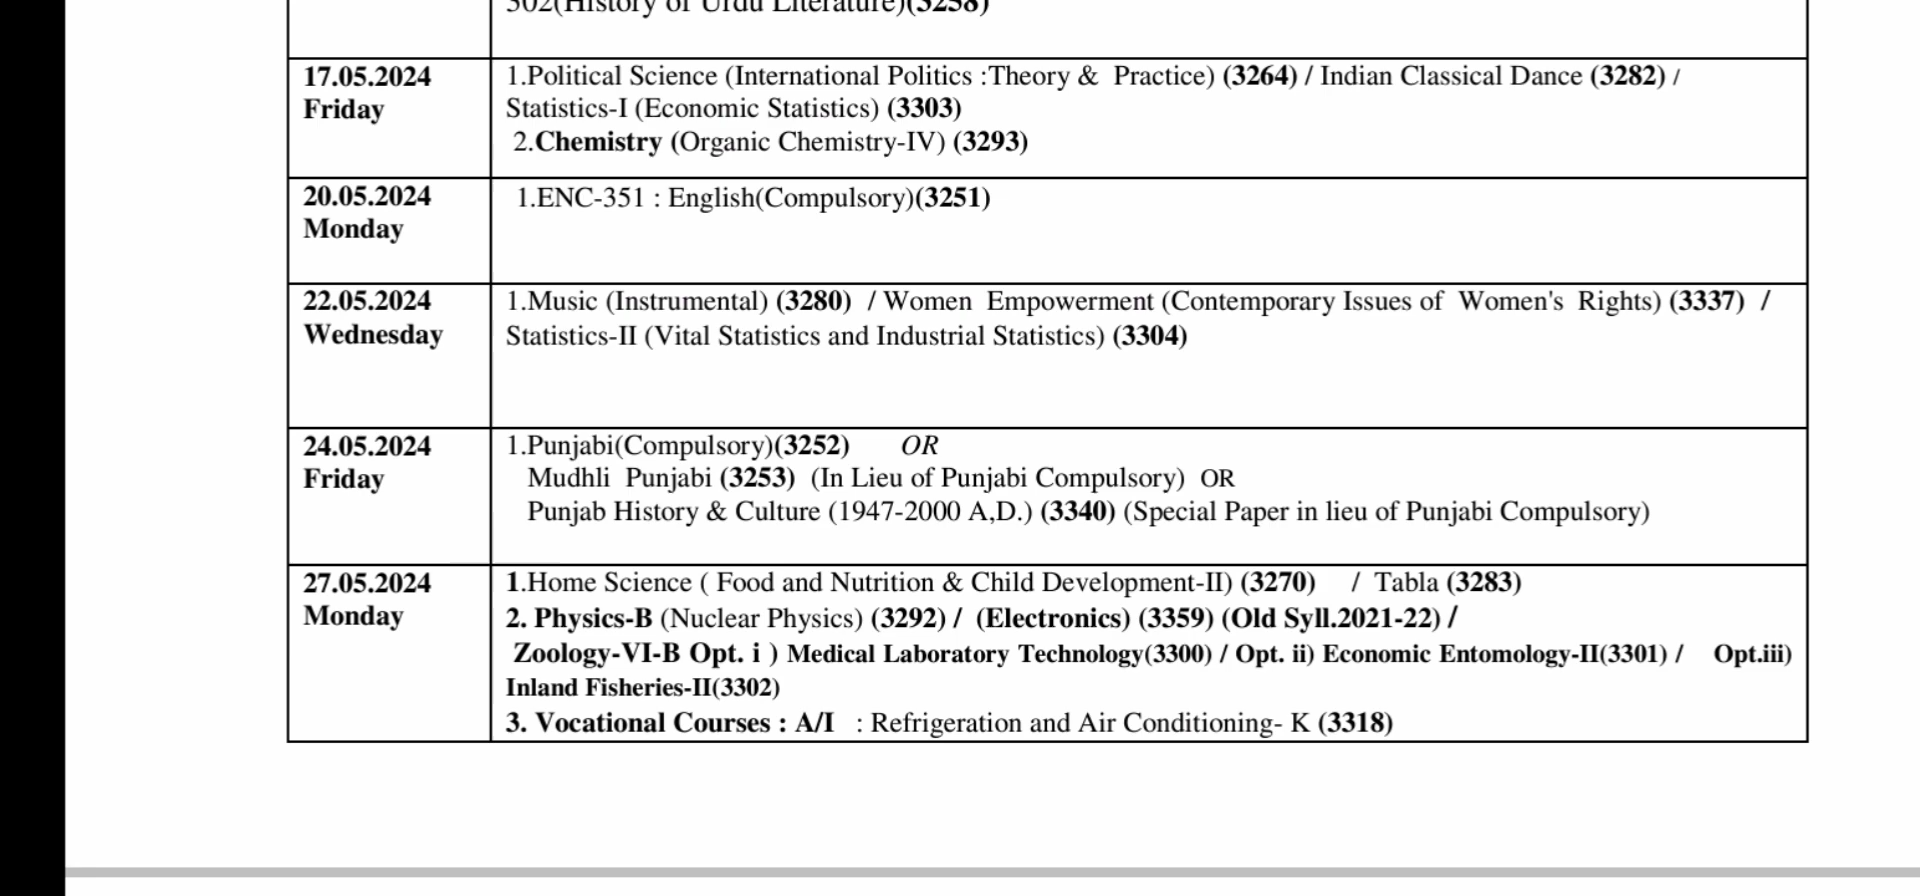 302(History of Urdu Literature)(3258)
17.05.2024
Friday
1.Political Science (International Politics :Theory & Practice) (3264) / Indian Classical Dance (3282) /
Statistics-I (Economic Statistics) (3303)
2.Chemistry (Organic Chemistry-IV) (3293)
20.05.2024
Monday
1.ENC-351 : English(Compulsory)(3251)
22.05.2024
Wednesday
1.Music (Instrumental) (3280) / Women Empowerment (Contemporary Issues of Women's Rights) (3337) /
Statistics-II (Vital Statistics and Industrial Statistics) (3304)
24.05.2024
Friday
1.Punjabi(Compulsory)(3252) OR
Mudhli Punjabi (3253) (In Lieu of Punjabi Compulsory) OR
Punjab History & Culture (1947-2000 A,D.) (3340) (Special Paper in lieu of Punjabi Compulsory)
27.05.2024
Monday
1.Home Science ( Food and Nutrition & Child Development-II) (3270) / Tabla (3283)
2. Physics-B (Nuclear Physics) (3292) / (Electronics) (3359) (Old Syll.2021-22) /
Zoology-VI-B Opt. i ) Medical Laboratory Technology(3300) / Opt. ii) Economic Entomology-II(3301) / Opt.iii)
Inland Fisheries-II(3302)
3. Vocational Courses : A/I : Refrigeration and Air Conditioning- K (3318)